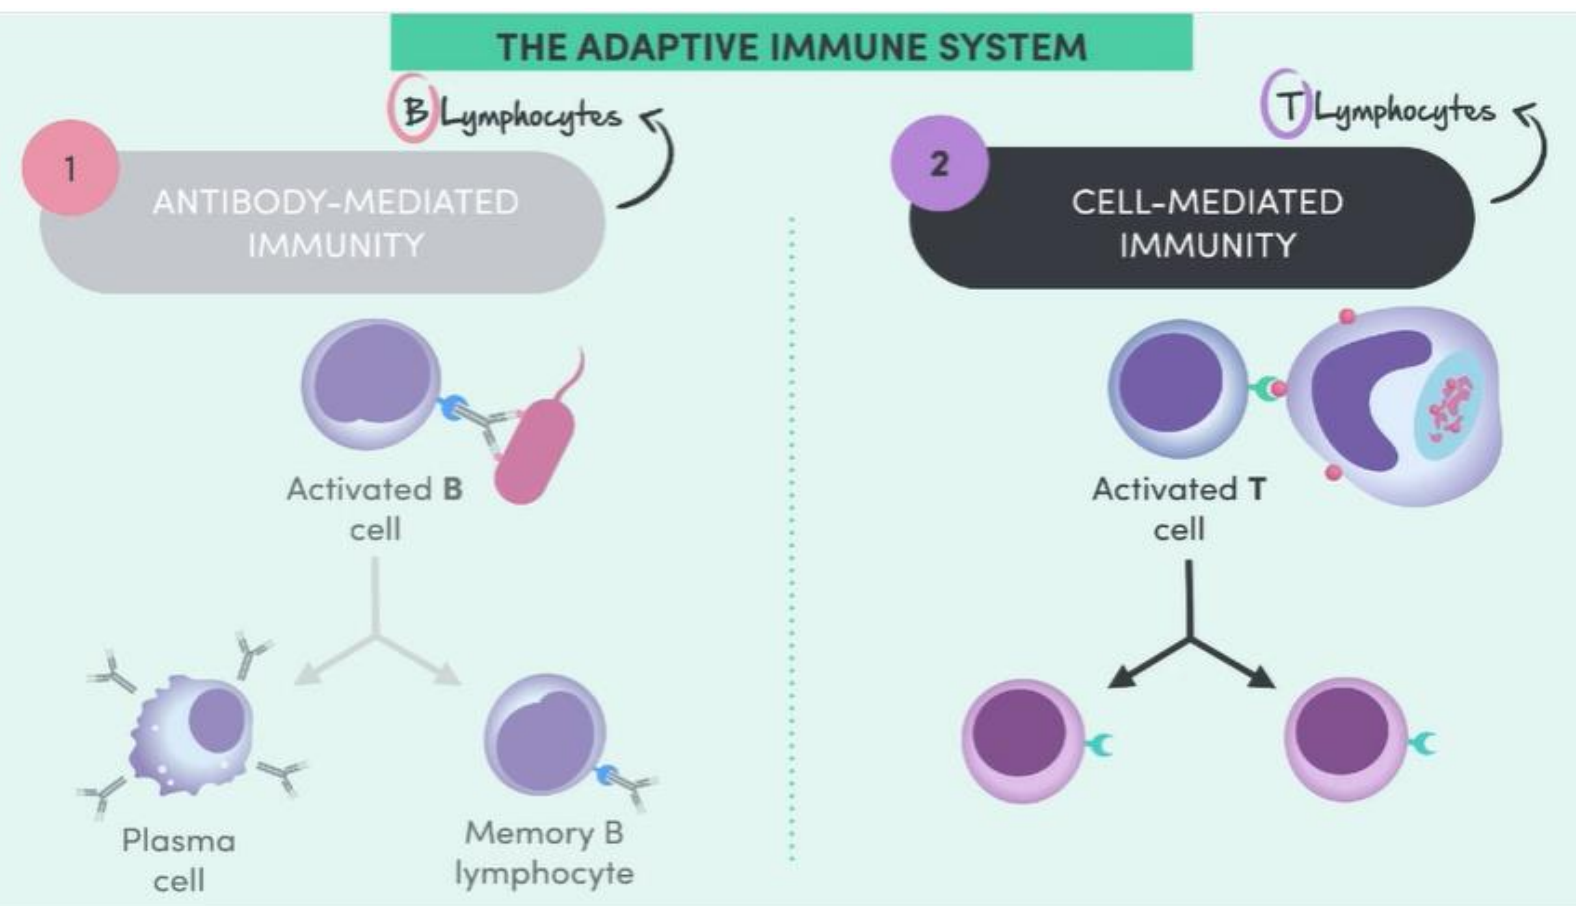 THE ADAPTIVE IMMUNE SYSTEM
B Lymphocytes
1
ANTIBODY-MEDIATED
IMMUNITY
Activated B
cell
Plasma
cell
Memory B
lymphocyte
T Lymphocytes
2
CELL-MEDIATED
IMMUNITY
Activated T
cell